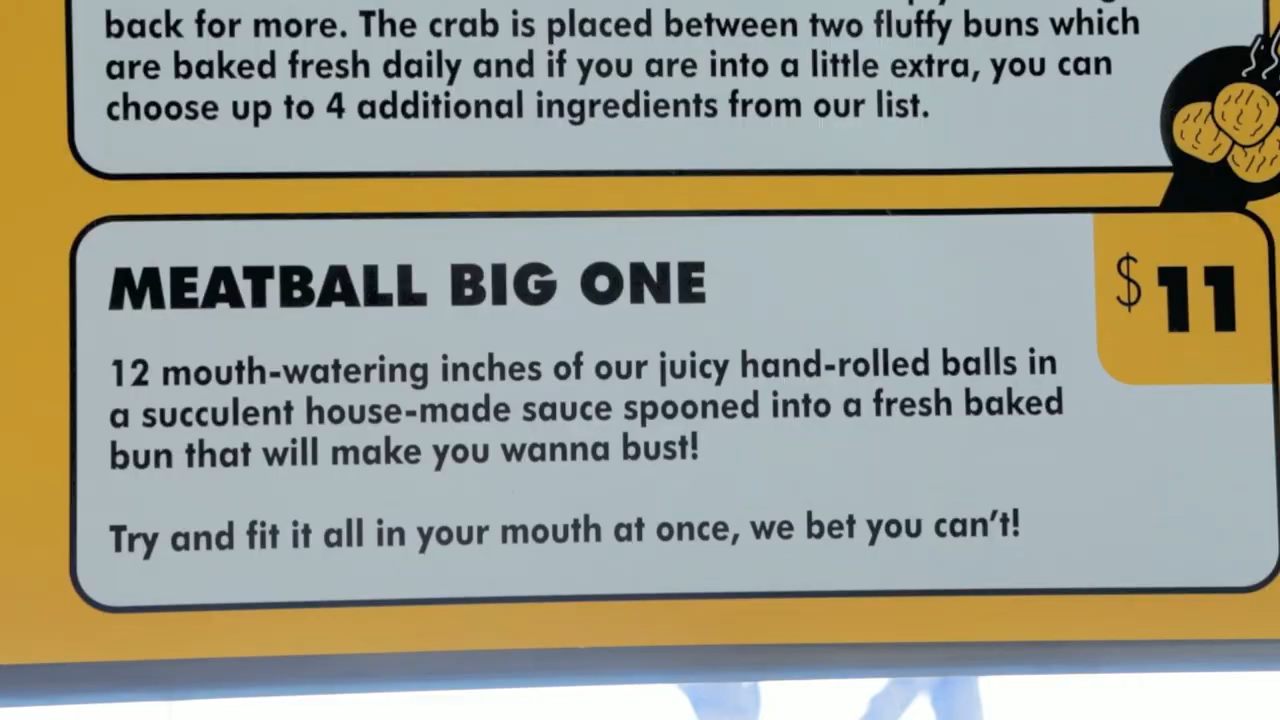 back for more. The crab is placed between two fluffy buns which
are baked fresh daily and if you are into a little extra, you can
choose up to 4 additional ingredients from our list.
MEATBALL BIG ONE
$11
12 mouth-watering inches of our juicy hand-rolled balls in
a succulent house-made sauce spooned into a fresh baked
bun that will make you wanna bust!
Try and fit it all in your mouth at once, we bet you can't!